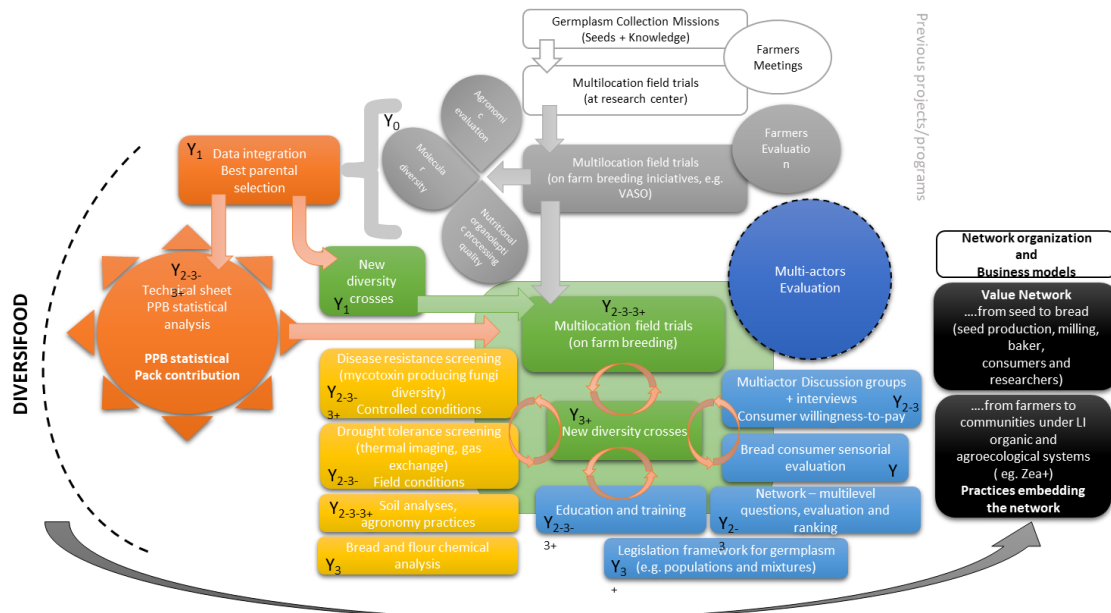 Germplasm Collection Missions
(Seeds + Knowledge)
Farmers
Meetings
Previous projects/programs
Multilocation field trials
(at research center)
Agronomi
c
evaluation
Y0
Molecula
r
diversity
Nutritional
organolepti
c processing
quality
Farmers
Evaluatio
n
Multilocation field trials
(on farm breeding iniciatives, e.g.
VASO)
Y1
Data integration
Best parental
selection
DIVERSIFOOD
Y2-3-
3+
Technical sheet
PPB statistical
analysis
PPB statistical
Pack contribution
New
diversity
crosses
Y1
Y2-3-3+
Multilocation field trials
(on farm breeding)
Multi-actors
Evaluation
Network organization
and
Business models
Value Network
....from seed to bread
(seed production, milling,
baker,
consumers and
researchers)
....from farmers to
communities under LI
organic and
agroecological systems
( eg. Zea+)
Practices embedding
the network
Disease resistance screening
(mycotoxin producing fungi
diversity)
Controlled conditions
Y2-3-
3+
Drought tolerance screening
(thermal imaging, gas
exchange)
Field conditions
Y2-3-
Y2-3-3+
Soil analyses,
agronomy practices
Bread and flour chemical
analysis
Y3
Y3+
New diversity crosses
Multiactor Discussion groups
+ interviews
Consumer willingness-to-pay
Y2-3
Bread consumer sensorial
evaluation
Y
Education and training
Y2-3-
3+
Network – multilevel
questions, evaluation and
ranking
Y2-
3
Legislation framework for germplasm
(e.g. populations and mixtures)
Y3
+